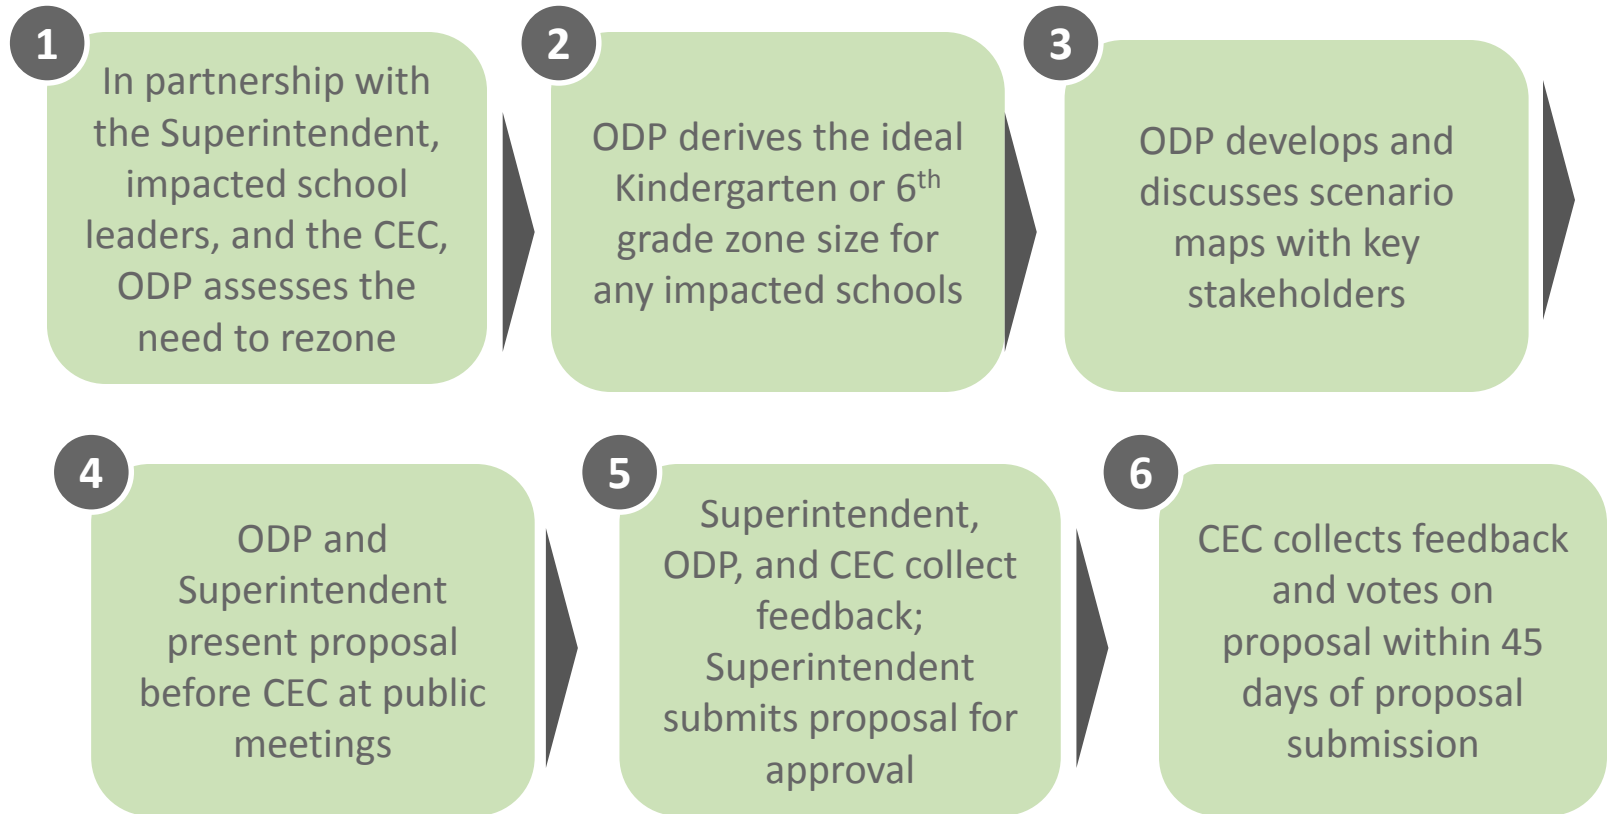 1
In partnership with
the Superintendent,
impacted school
leaders, and the CEC,
ODP assesses the
need to rezone
2
ODP derives the ideal
Kindergarten or 6th
grade zone size for
any impacted schools
3
ODP develops and
discusses scenario
maps with key
stakeholders
4
ODP and
Superintendent
present proposal
before CEC at public
meetings
5
Superintendent,
ODP, and CEC collect
feedback;
Superintendent
submits proposal for
approval
6
CEC collects feedback
and votes on
proposal within 45
days of proposal
submission